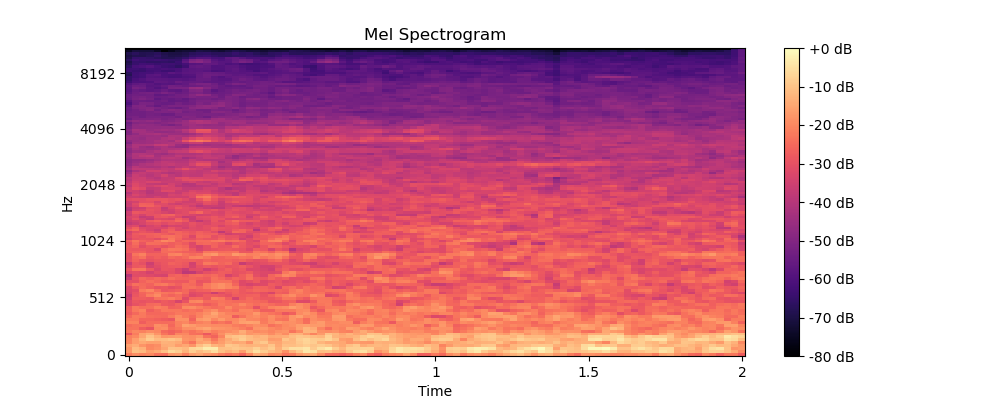 Mel Spectrogram
8192
4096
2048
1024
512
0
Hz
0 0.5 1 1.5 2
Time
+0 dB
-10 dB
-20 dB
-30 dB
-40 dB
-50 dB
-60 dB
-70 dB
-80 dB